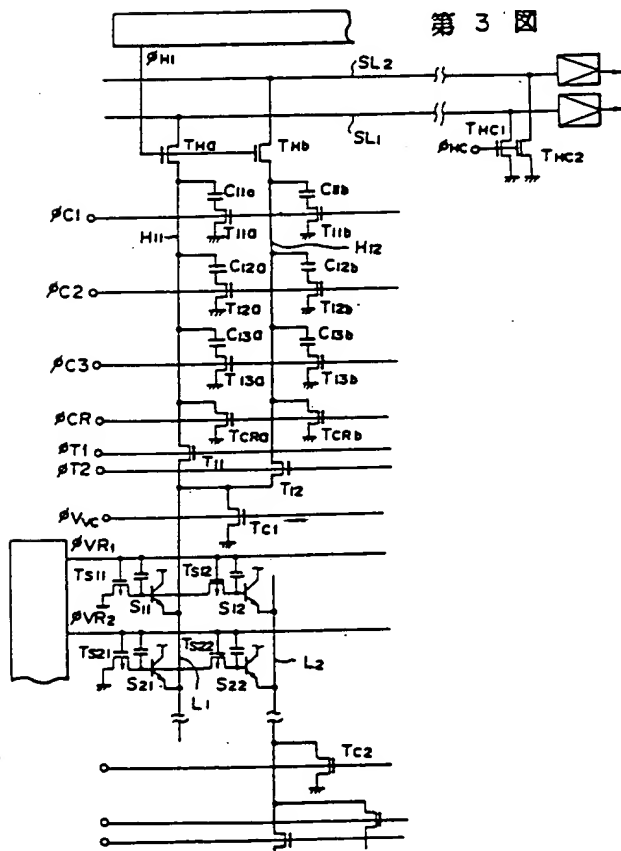 第 3 図
φH1
SL2
SL1
THa
THb
THC1
φHC
THC2
C11a
C8b
φC1
H11
T11a
T11b
H12
C12a
C12b
φC2
T12a
T12b
C13a
C13b
φC3
T13a
T13b
φCR
TCRa
TCRb
φT1
T11
φT2
T12
φVVC
TC1
φVR1
TS11
TS12
S11
S12
φVR2
TS21
TS22
L2
S21
L1
S22
TC2